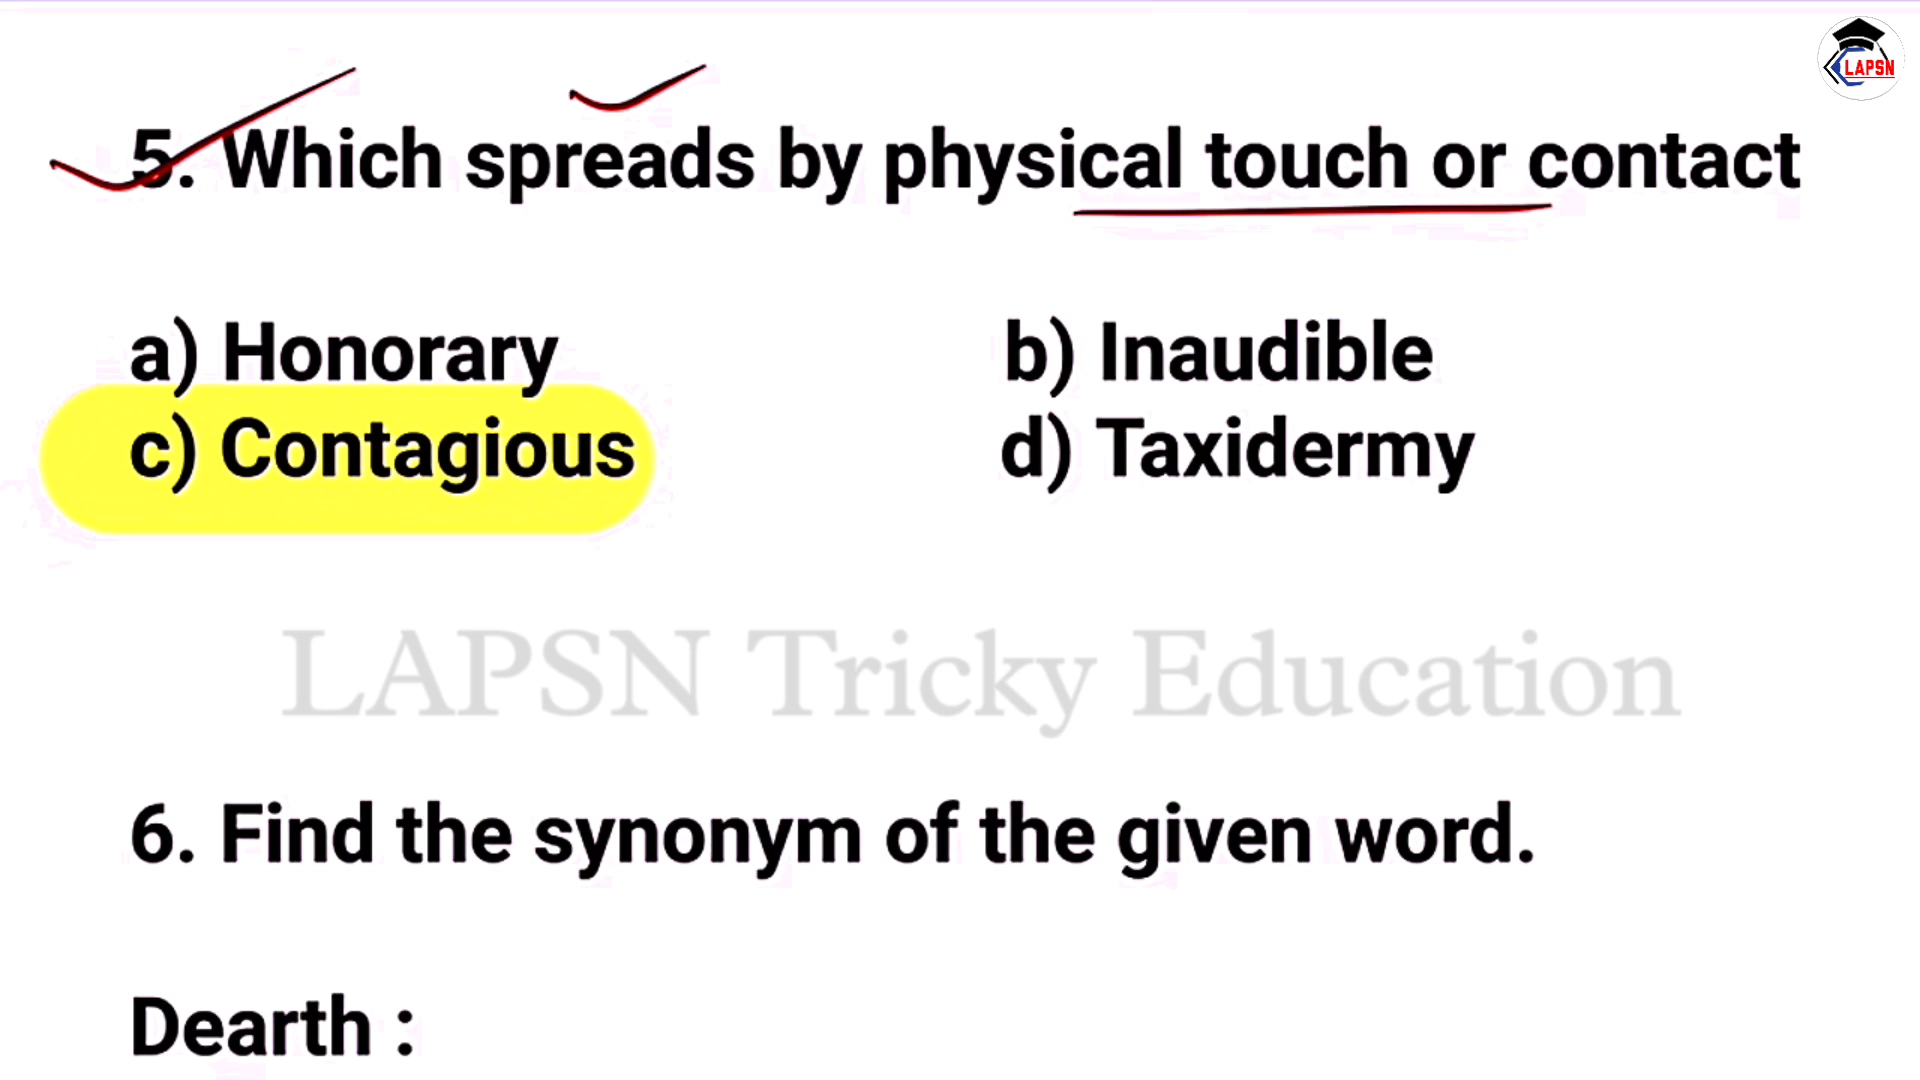 LAPSN
5. Which spreads by physical touch or contact
a) Honorary b) Inaudible
c) Contagious d) Taxidermy
LAPSN Tricky Education
6. Find the synonym of the given word.
Dearth :